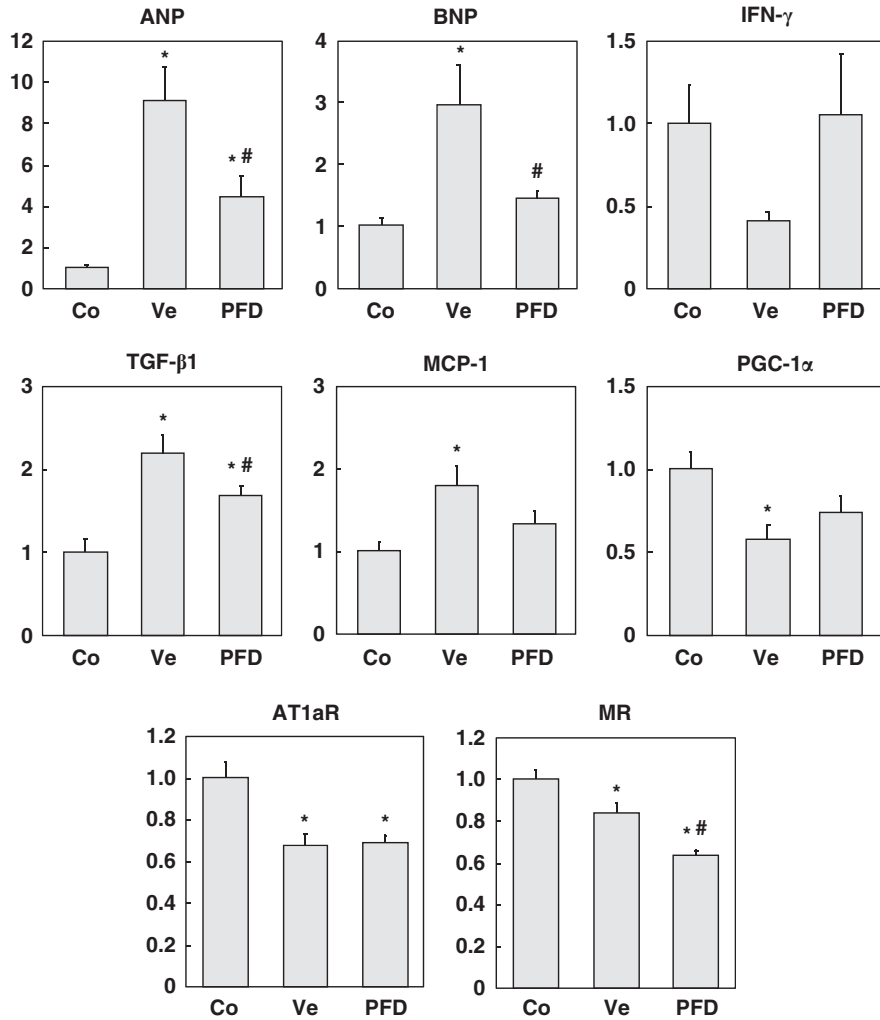 ANP BNP IFN-γ
12 4 1.5
10
8 3 1.0
6 2
4 0.5
2 1
0 0 0
* * * # #
Co Ve PFD Co Ve PFD Co Ve PFD
TGF-β1 MCP-1 PGC-1α
3 3 1.5
2 2 1.0
1 1 0.5
0 0 0
* * # * *
Co Ve PFD Co Ve PFD Co Ve PFD
AT1aR MR
1.2 1.2
1.0 1.0
0.8 0.8
0.6 0.6
0.4 0.4
0.2 0.2
0 0
* * * * #
Co Ve PFD Co Ve PFD